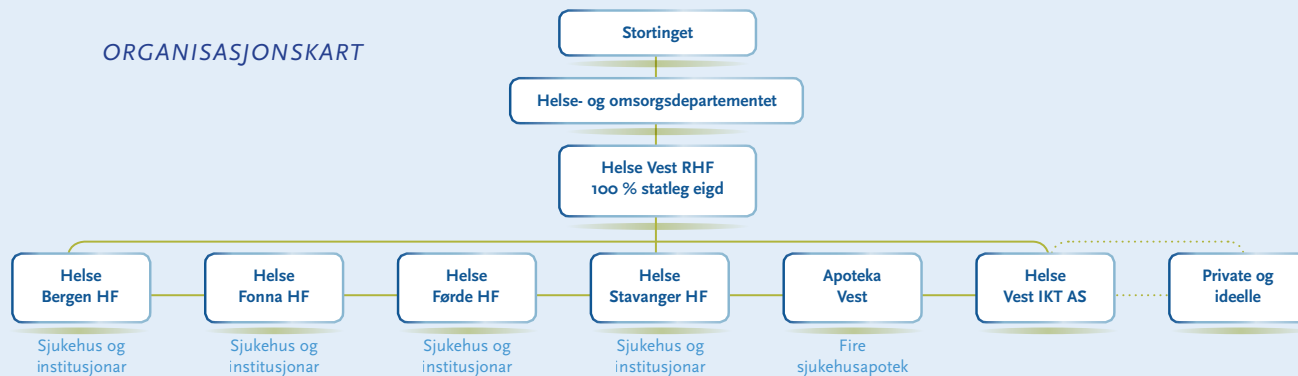 ORGANISASJONSKART
Stortinget
Helse- og omsorgsdepartementet
Helse Vest RHF
100 % statleg eigd
Helse
Bergen HF
Helse
Fonna HF
Helse
Førde HF
Helse
Stavanger HF
Apoteka
Vest
Helse
Vest IKT AS
Private og
ideelle
Sjukehus og
institusjonar
Sjukehus og
institusjonar
Sjukehus og
institusjonar
Sjukehus og
institusjonar
Fire
sjukehusapotek